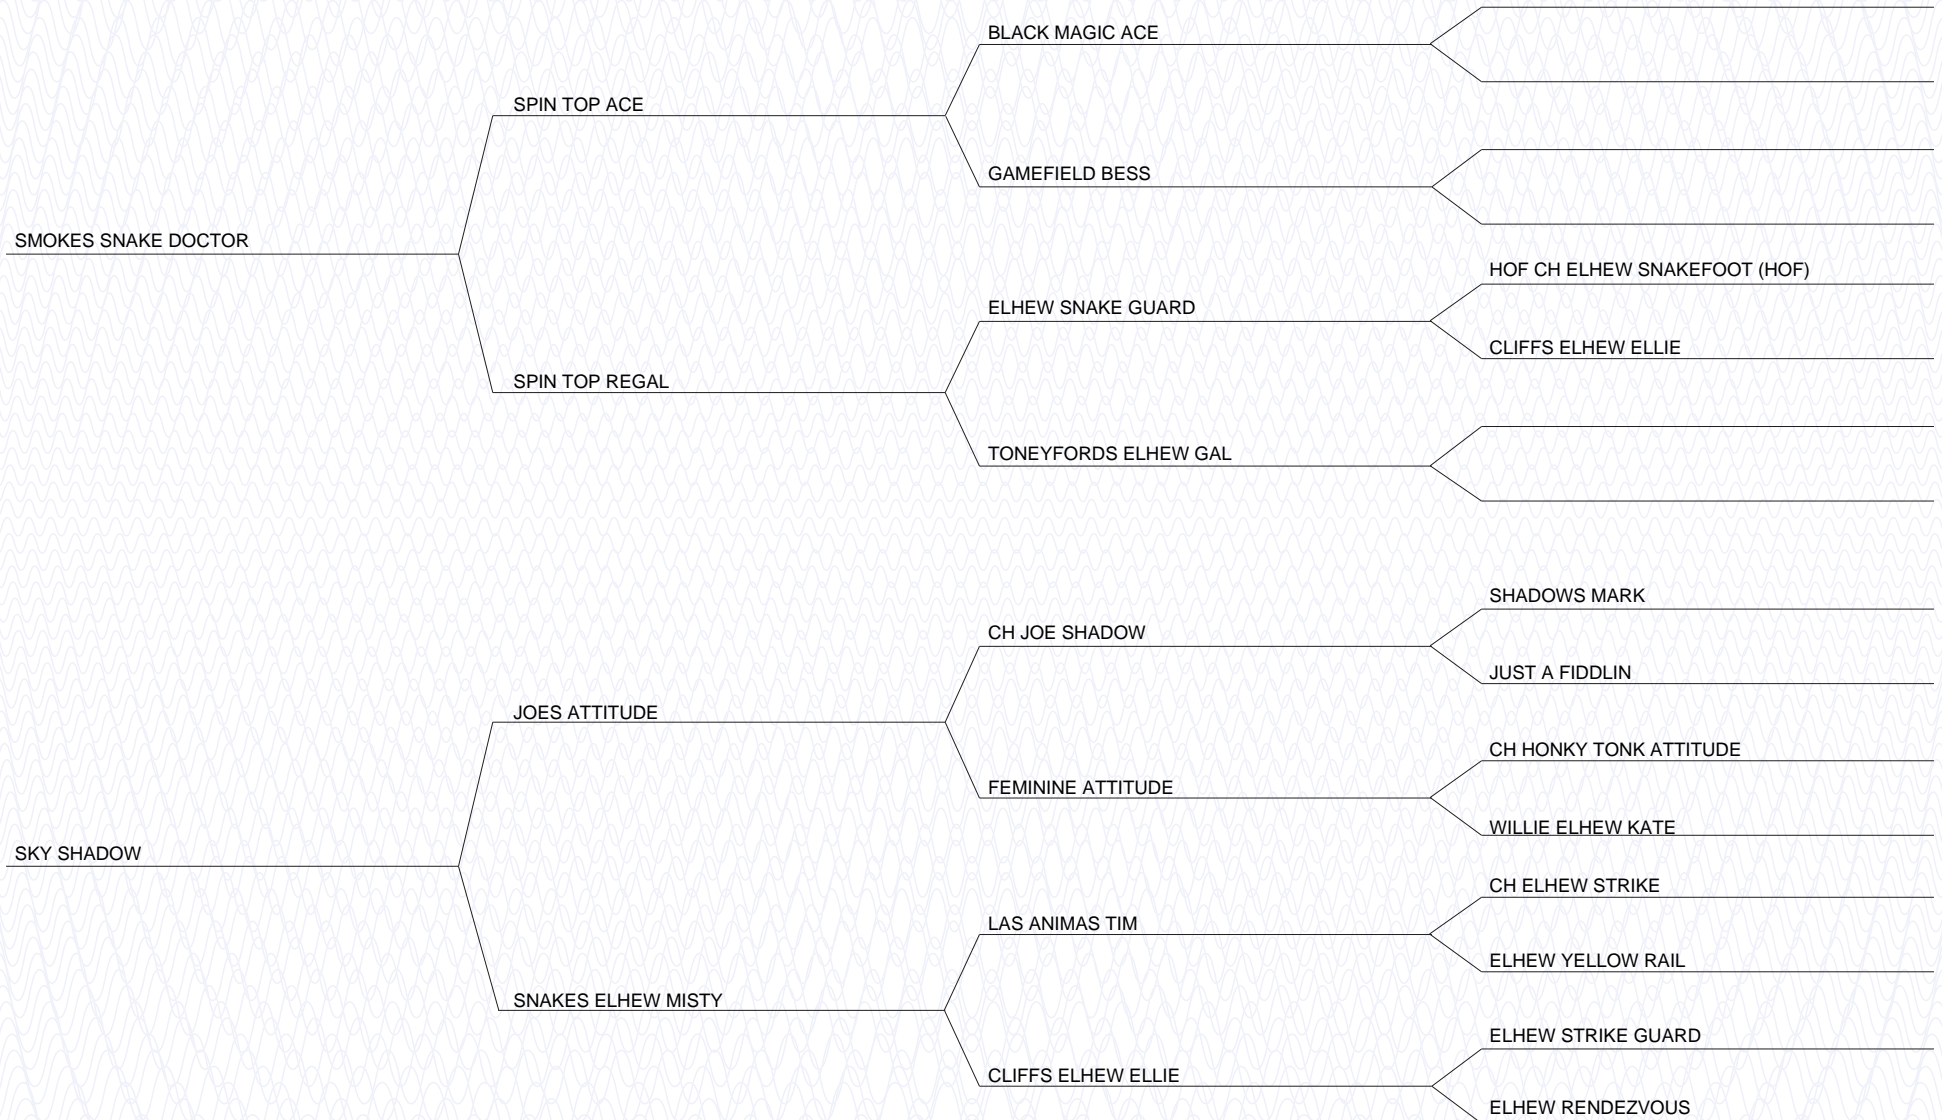 BLACK MAGIC ACE
SPIN TOP ACE
GAMEFIELD BESS
SMOKES SNAKE DOCTOR
HOF CH ELHEW SNAKEFOOT (HOF)
ELHEW SNAKE GUARD
CLIFFS ELHEW ELLIE
SPIN TOP REGAL
TONEYFORDS ELHEW GAL
SHADOWS MARK
CH JOE SHADOW
JUST A FIDDLIN
JOES ATTITUDE
CH HONKY TONK ATTITUDE
FEMININE ATTITUDE
WILLIE ELHEW KATE
SKY SHADOW
CH ELHEW STRIKE
LAS ANIMAS TIM
ELHEW YELLOW RAIL
SNAKES ELHEW MISTY
ELHEW STRIKE GUARD
CLIFFS ELHEW ELLIE
ELHEW RENDEZVOUS